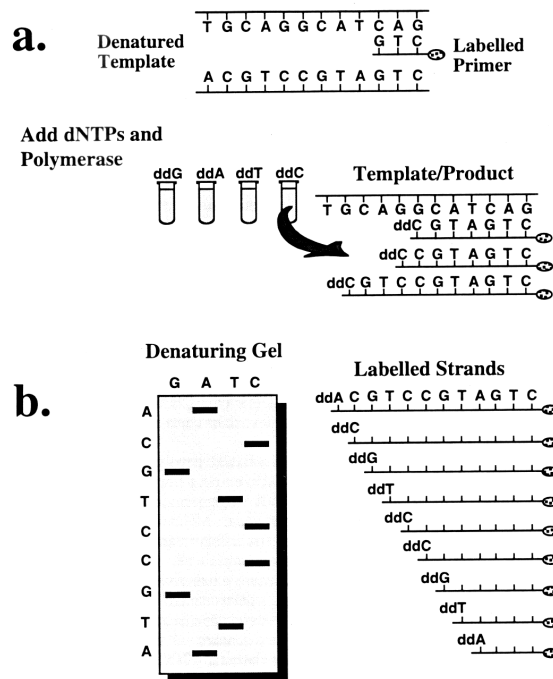 a.
Denatured Template
T G C A G G C A T C A G
G T C
Labelled Primer
A C G T C C G T A G T C
Add dNTPs and Polymerase
ddG ddA ddT ddC
Template/Product
T G C A G G C A T C A G
ddC G T A G T C
ddC C G T A G T C
ddC G T C C G T A G T C
b.
Denaturing Gel
G A T C
A
C
G
T
C
C
G
T
A
Labelled Strands
ddA C G T C C G T A G T C
ddC
ddG
ddT
ddC
ddC
ddG
ddT
ddA